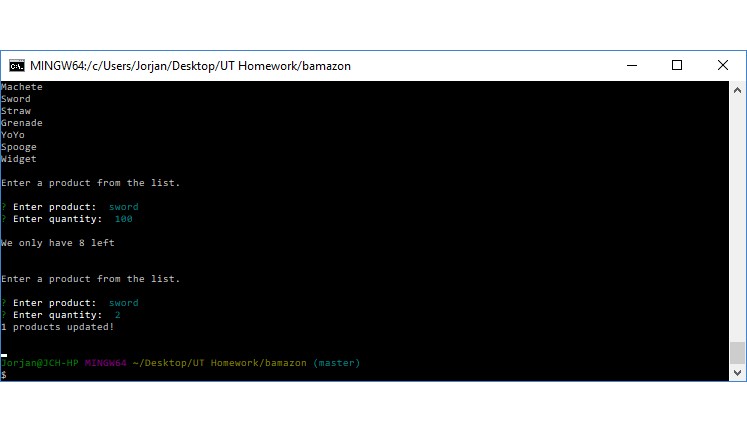 MINGW64:/c/Users/Jorjan/Desktop/UT Homework/bamazon
Machete
Sword
Straw
Grenade
YoYo
Spooge
Widget
Enter a product from the list.
? Enter product: sword
? Enter quantity: 100
We only have 8 left
Enter a product from the list.
? Enter product: sword
? Enter quantity: 2
1 products updated!
Jorjan@JCH-HP MINGW64 ~/Desktop/UT Homework/bamazon (master)
$